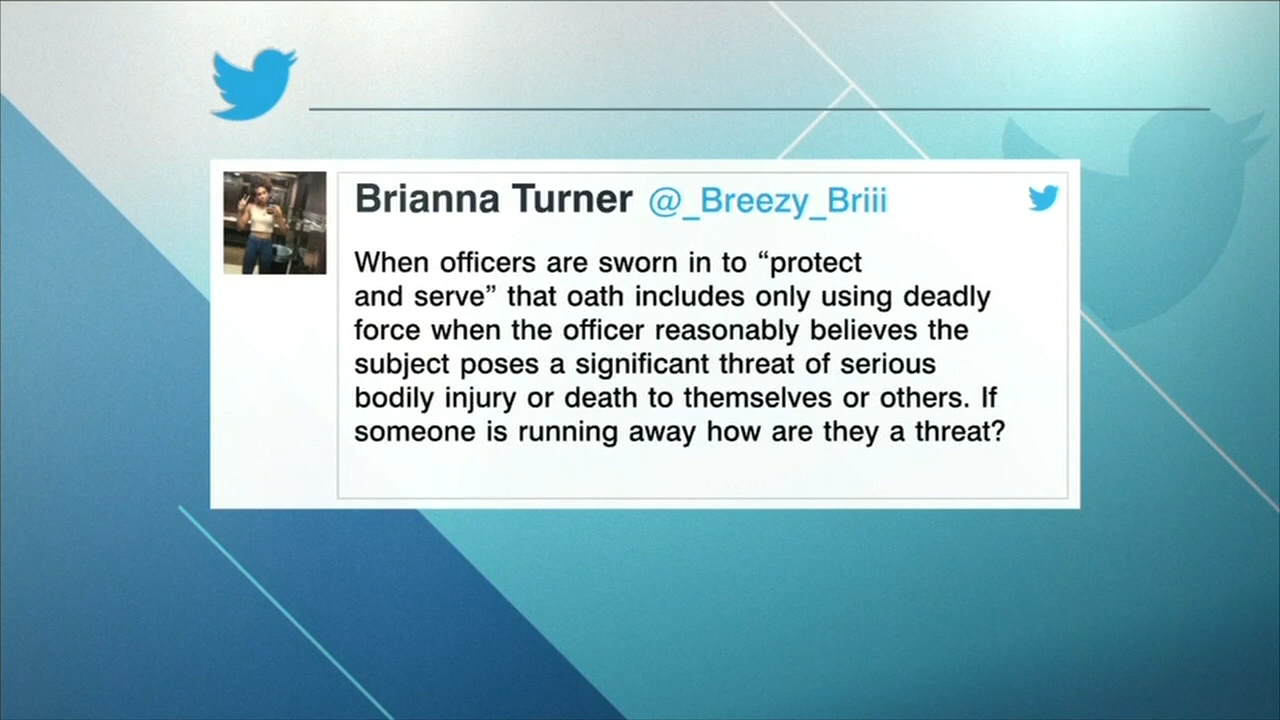 Brianna Turner @_Breezy_Briii
When officers are sworn in to “protect
and serve” that oath includes only using deadly
force when the officer reasonably believes the
subject poses a significant threat of serious
bodily injury or death to themselves or others. If
someone is running away how are they a threat?